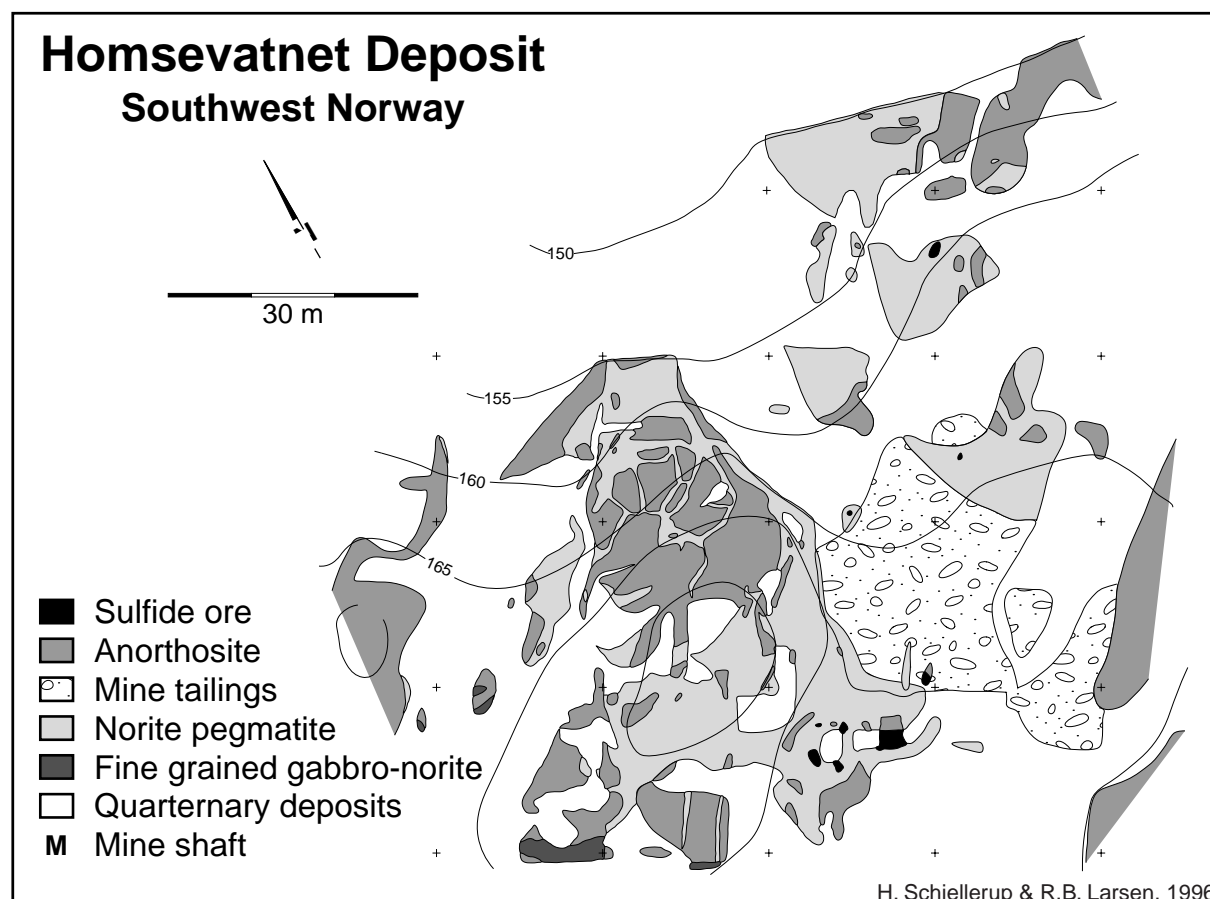 Homsevatnet Deposit
Southwest Norway
30 m
150
155
160
165
Sulfide ore
Anorthosite
Mine tailings
Norite pegmatite
Fine grained gabbro-norite
Quarternary deposits
M Mine shaft
H. Schiellerup & R.B. Larsen, 1996